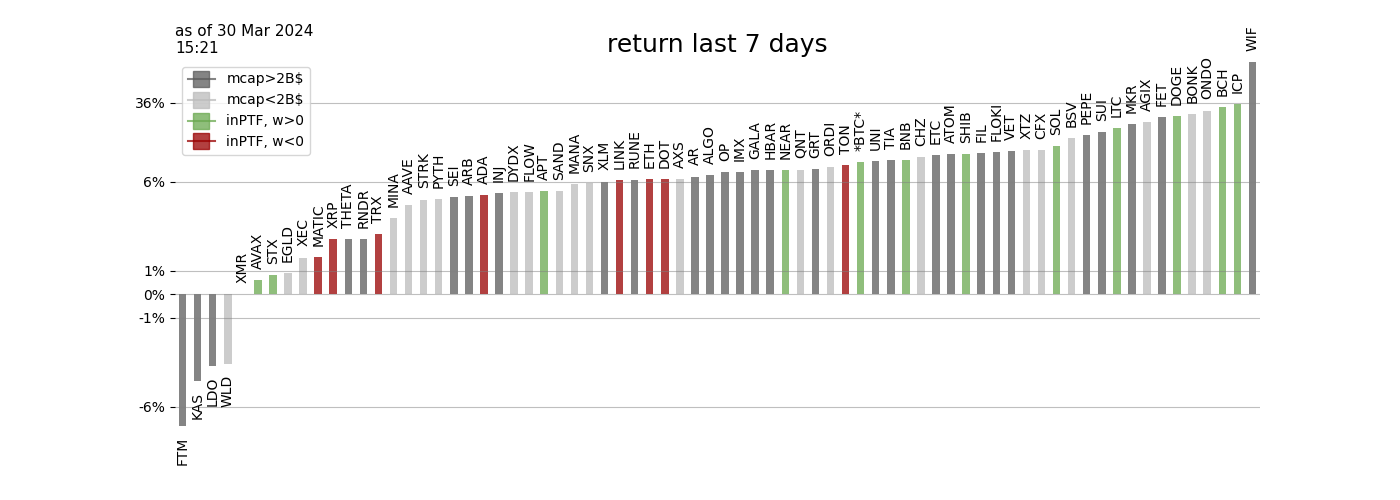 as of 30 Mar 2024
15:21
return last 7 days
mcap>2B$
mcap<2B$
inPTF, w>0
inPTF, w<0
36%
6%
1%
0%
-1%
-6%
FTM
KAS
LDO
WLD
XMR
AVAX
STX
EGLD
XEC
MATIC
XRP
THETA
RNDR
TRX
MINA
AAVE
STRK
PYTH
SEI
ARB
ADA
INJ
DYDX
FLOW
APT
SAND
MANA
SNX
XLM
LINK
RUNE
ETH
DOT
AXS
AR
ALGO
OP
IMX
GALA
HBAR
NEAR
QNT
GRT
ORDI
TON
*BTC*
UNI
TIA
BNB
CHZ
ETC
ATOM
SHIB
FIL
FLOKI
VET
XTZ
CFX
SOL
BSV
PEPE
SUI
LTC
MKR
AGIX
FET
DOGE
BONK
ONDO
BCH
ICP
WIF